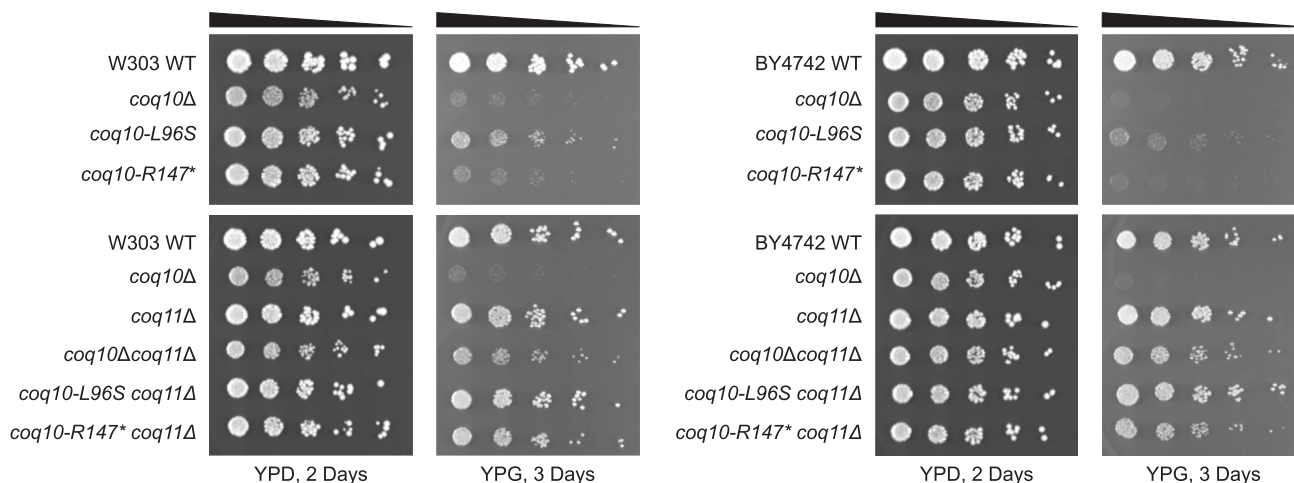 W303 WT
coq10Δ
coq10-L96S
coq10-R147*
W303 WT
coq10Δ
coq11Δ
coq10Δcoq11Δ
coq10-L96S coq11Δ
coq10-R147* coq11Δ
YPD, 2 Days
YPG, 3 Days
BY4742 WT
coq10Δ
coq10-L96S
coq10-R147*
BY4742 WT
coq10Δ
coq11Δ
coq10Δcoq11Δ
coq10-L96S coq11Δ
coq10-R147* coq11Δ
YPD, 2 Days
YPG, 3 Days